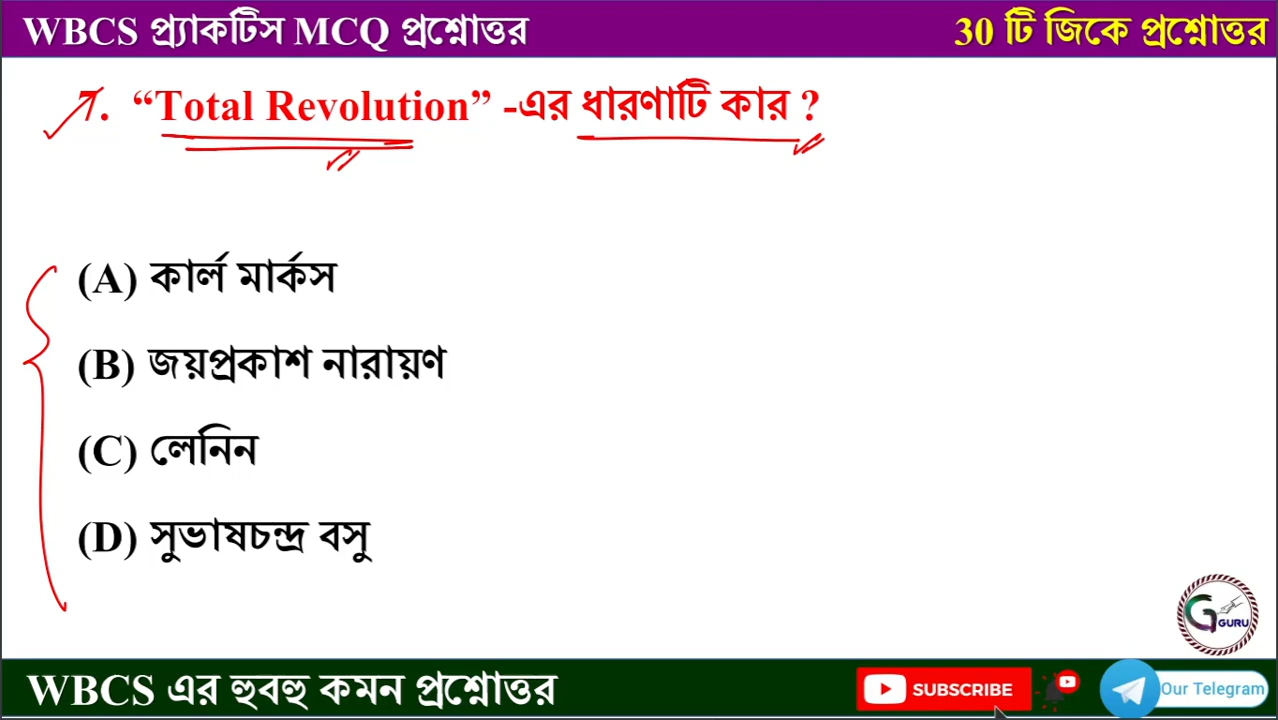 WBCS প্র্যাকটিস MCQ প্রশ্নোত্তর
30 টি জিকে প্রশ্নোত্তর
7. “Total Revolution” -এর ধারণাটি কার ?
(A) কার্ল মার্কস
(B) জয়প্রকাশ নারায়ণ
(C) লেনিন
(D) সুভাষচন্দ্র বসু
G GURU
WBCS এর হুবহু কমন প্রশ্নোত্তর
SUBSCRIBE
Our Telegram